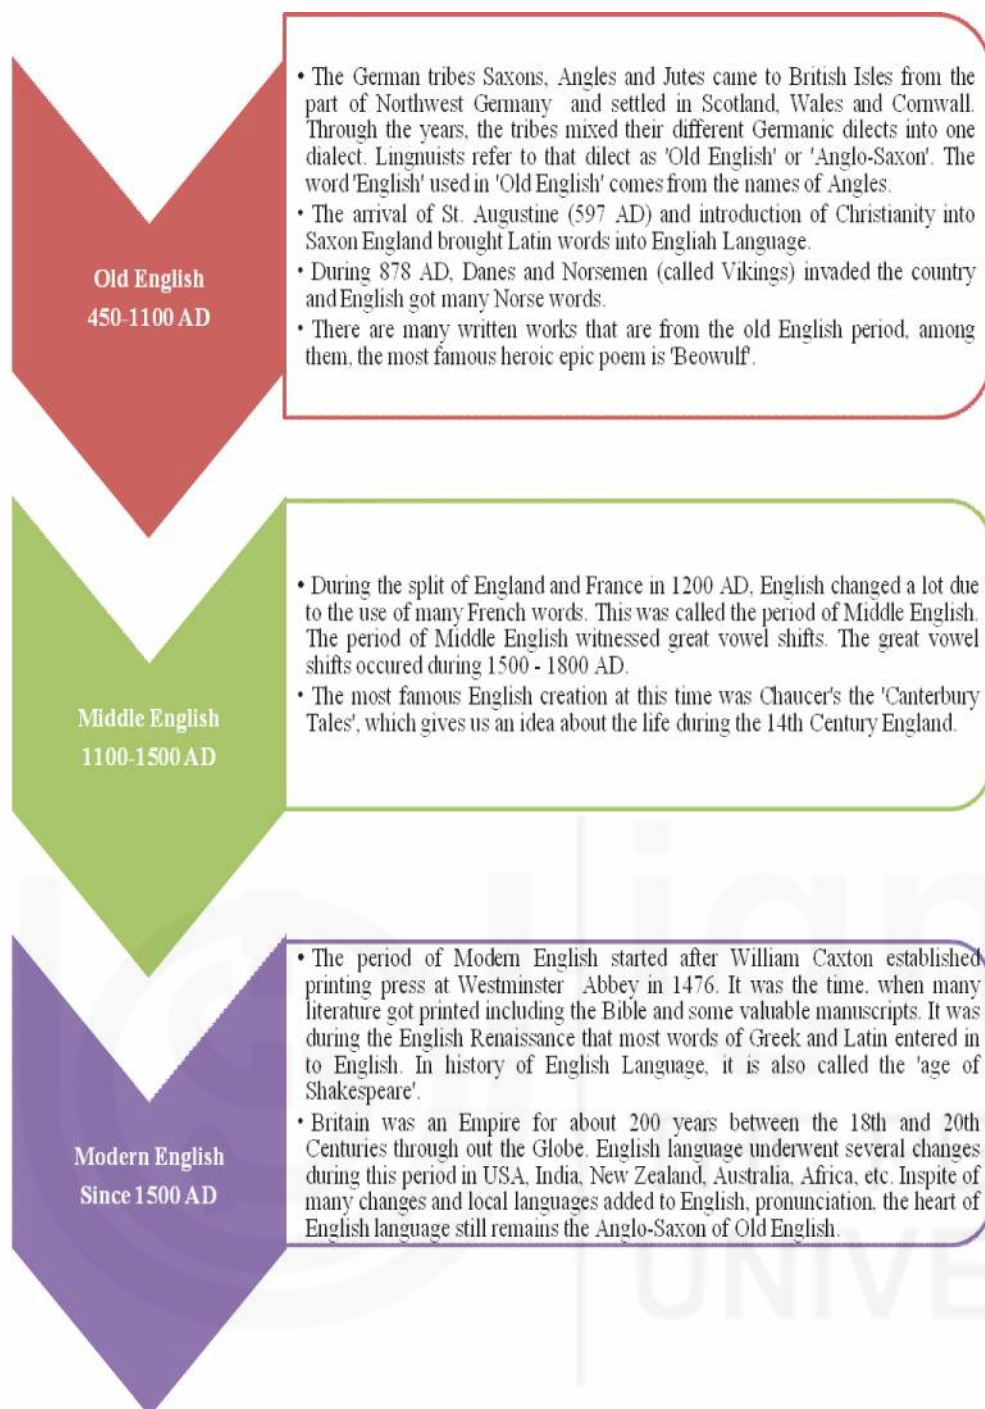 • The German tribes Saxons, Angles and Jutes came to British Isles from the
part of Northwest Germany and settled in Scotland, Wales and Cornwall.
Through the years, the tribes mixed their different Germanic dilects into one
dialect. Lingnuists refer to that dilect as 'Old English' or 'Anglo-Saxon'. The
word 'English' used in 'Old English' comes from the names of Angles.
• The arrival of St. Augustine (597 AD) and introduction of Christianity into
Saxon England brought Latin words into Engliah Language.
• During 878 AD, Danes and Norsemen (called Vikings) invaded the country
and English got many Norse words.
• There are many written works that are from the old English period, among
them, the most famous heroic epic poem is 'Beowulf'.
Old English
450-1100 AD
• During the split of England and France in 1200 AD, English changed a lot due
to the use of many French words. This was called the period of Middle English.
The period of Middle English witnessed great vowel shifts. The great vowel
shifts occured during 1500 - 1800 AD.
• The most famous English creation at this time was Chaucer's the 'Canterbury
Tales', which gives us an idea about the life during the 14th Century England.
Middle English
1100-1500 AD
• The period of Modern English started after William Caxton established
printing press at Westminster Abbey in 1476. It was the time, when many
literature got printed including the Bible and some valuable manuscripts. It was
during the English Renaissance that most words of Greek and Latin entered in
to English. In history of English Language, it is also called the 'age of
Shakespeare'.
• Britain was an Empire for about 200 years between the 18th and 20th
Centuries through out the Globe. English language underwent several changes
during this period in USA, India, New Zealand, Australia, Africa, etc. Inspite of
many changes and local languages added to English, pronunciation, the heart of
English language still remains the Anglo-Saxon of Old English.
Modern English
Since 1500 AD
UNIVE